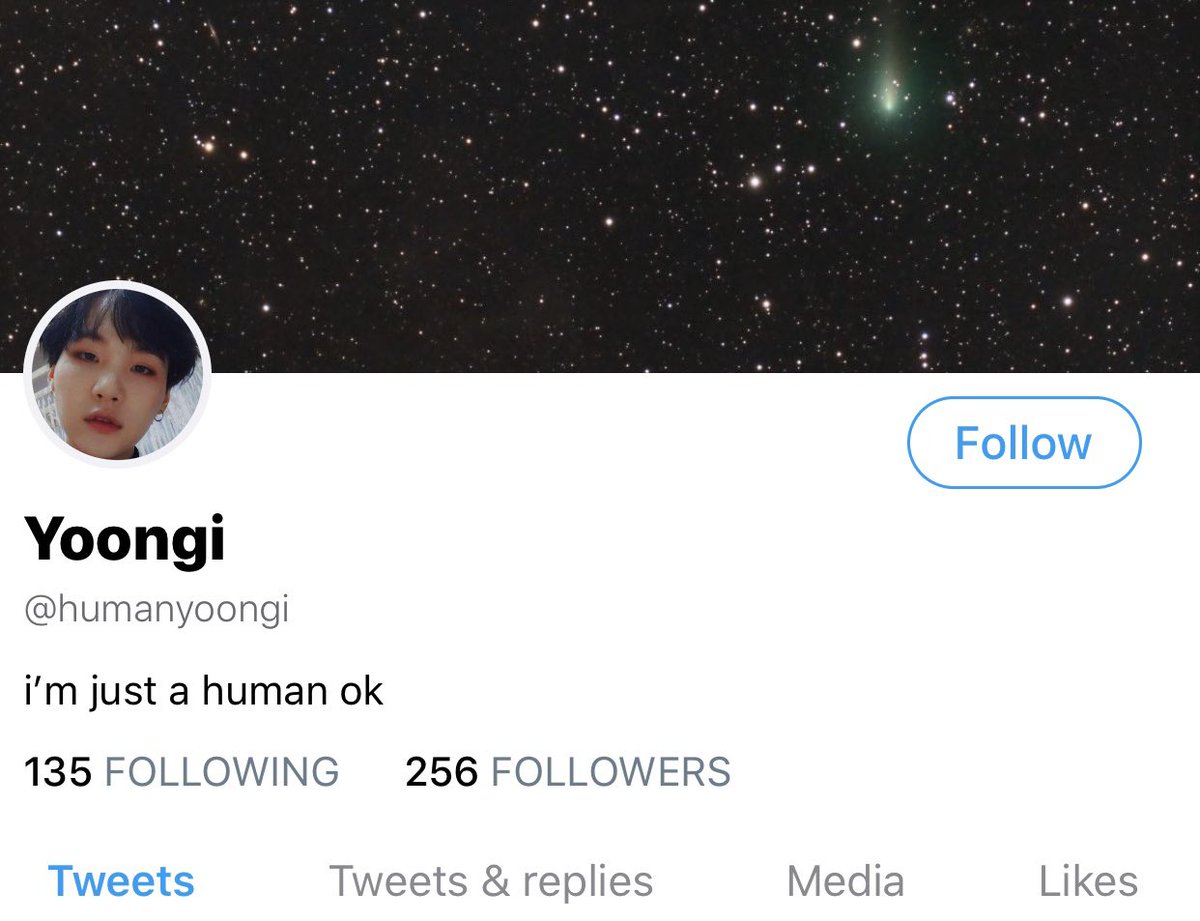 Follow
Yoongi
@humanyoongi
i’m just a human ok
135 FOLLOWING 256 FOLLOWERS
Tweets Tweets & replies Media Likes